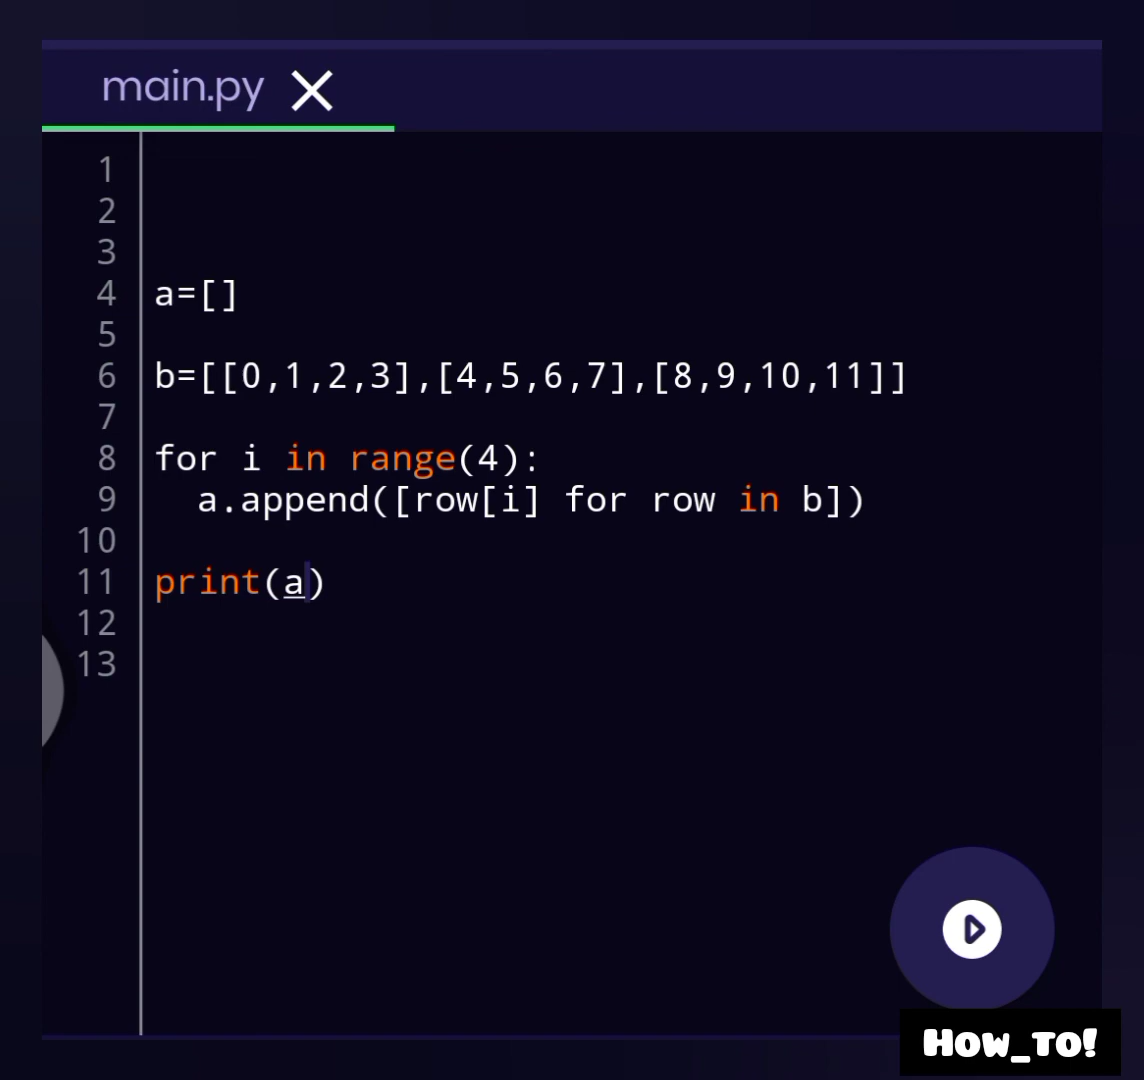 main.py
1
2
3
4 a=[]
5
6 b=[[0,1,2,3],[4,5,6,7],[8,9,10,11]]
7
8 for i in range(4):
9   a.append([row[i] for row in b])
10
11 print(a)
12
13
How_to!